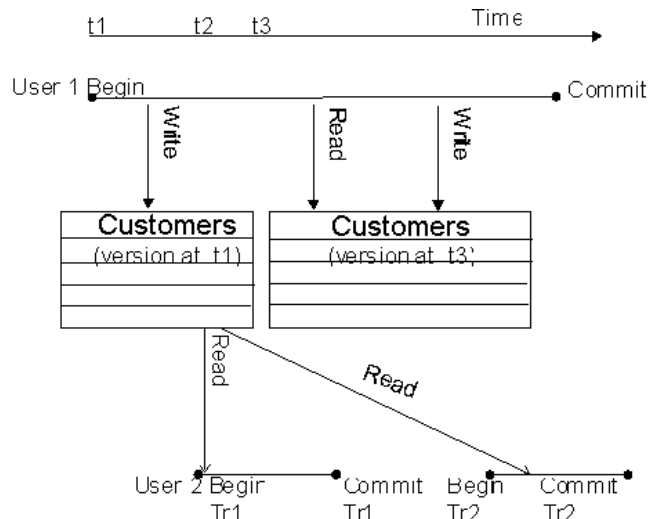 t1 t2 t3 Time
User 1 Begin Commit
Write Read Write
Customers Customers
(version at t1) (version at t3)
Read Read
User 2 Begin Commit Begin Commit
Tr1 Tr1 Tr2 Tr2